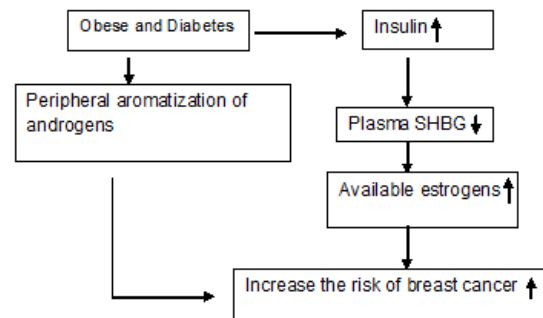 Obese and Diabetes
Insulin
Peripheral aromatization of
androgens
Plasma SHBG
Available estrogens
Increase the risk of breast cancer